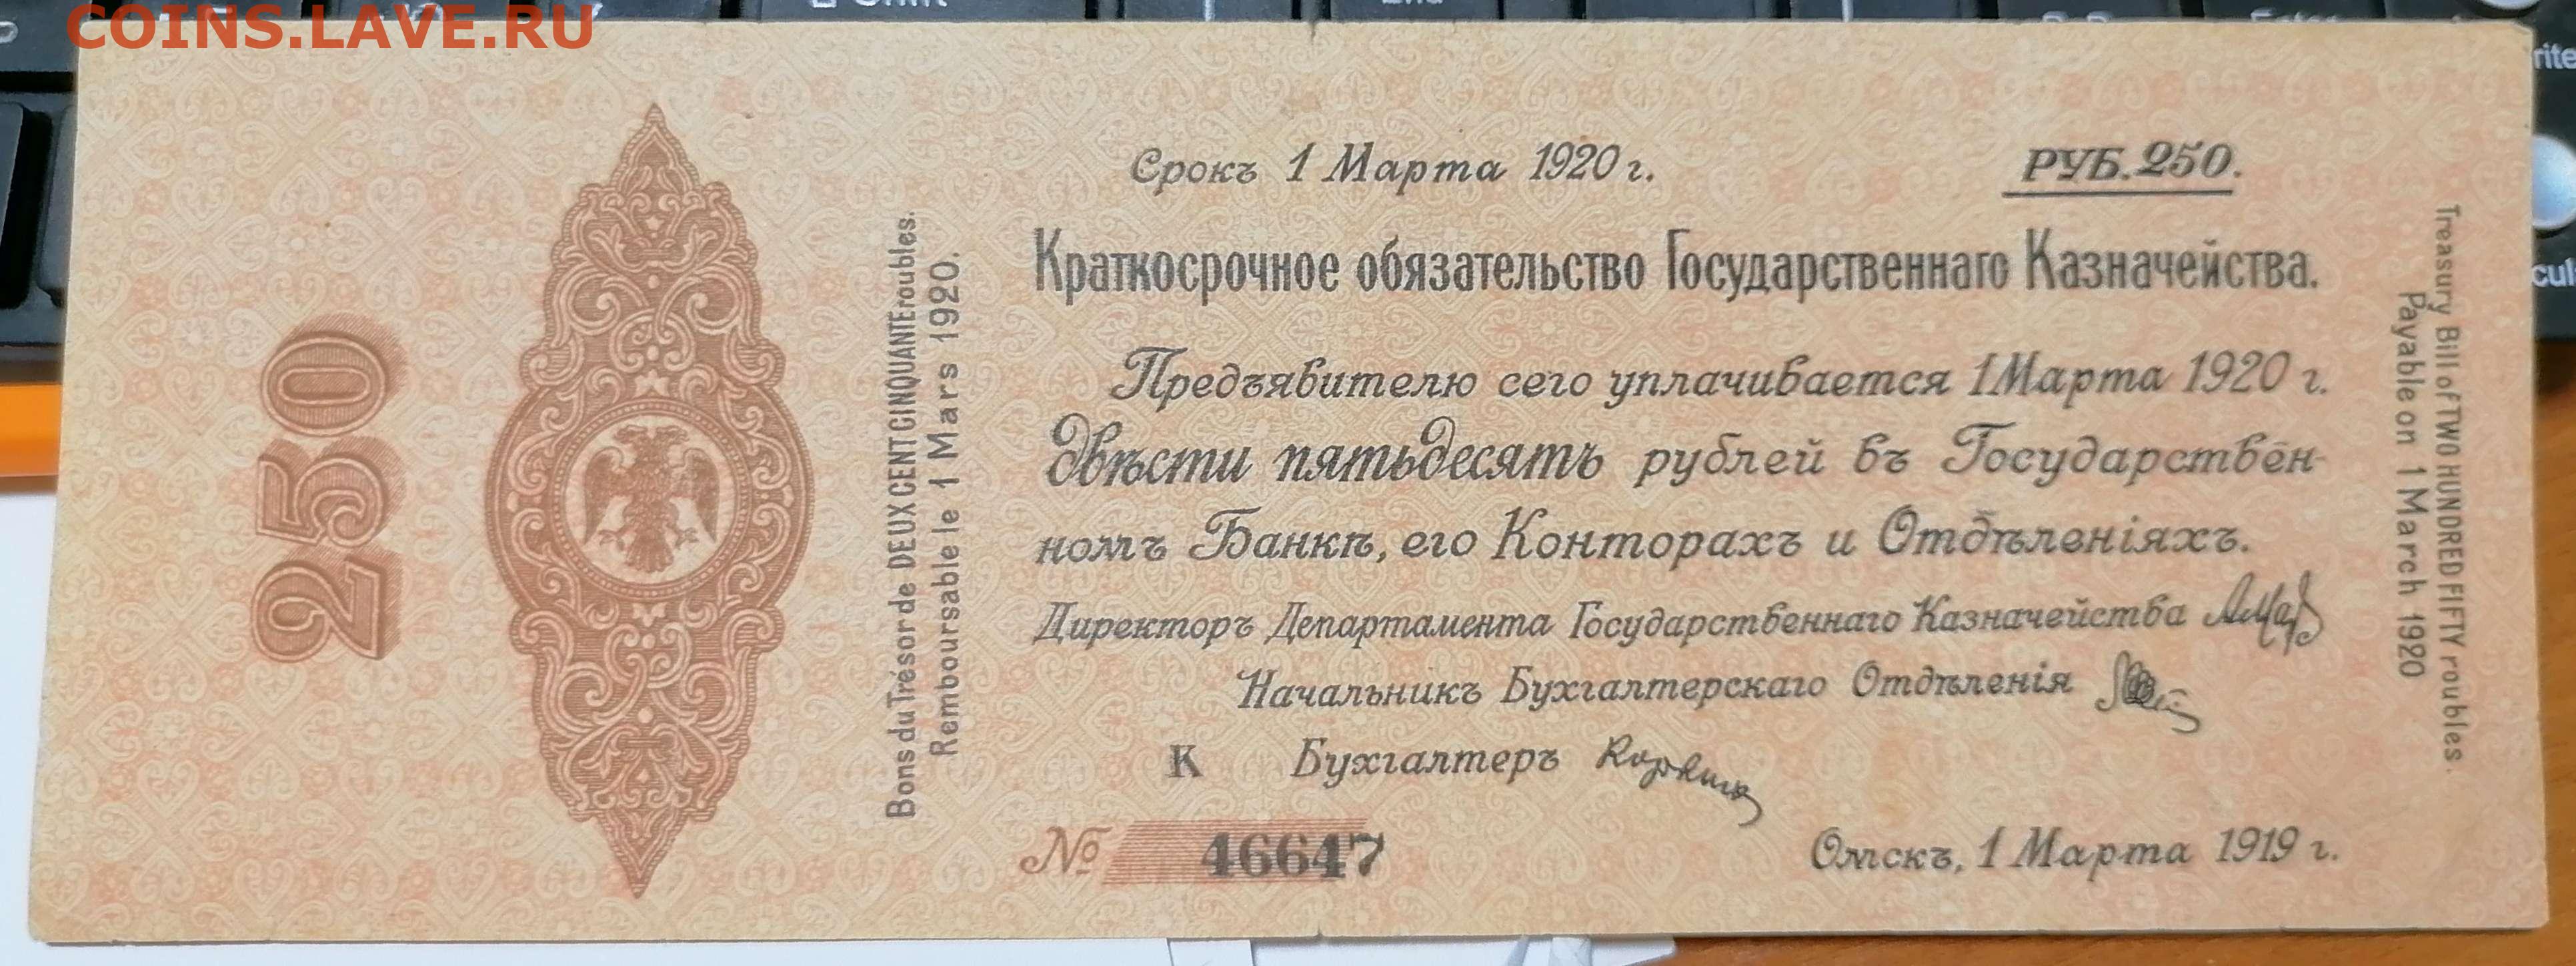 COINS.LAVE.RU
250
Bons du Trésor de DEUX CENT CINQUANTE roubles.
Remboursable le 1 Mars 1920.
Срокъ 1 Марта 1920 г.
РУБ. 250.
Краткосрочное обязательство Государственнаго Казначейства.
Предъявителю сего уплачивается 1 Марта 1920 г.
Двѣсти пятьдесятъ рублей въ Государствен-
номъ Банкѣ, его Конторахъ и Отдѣленіяхъ.
Директоръ Департамента Государственнаго Казначейства
Начальникъ Бухгалтерскаго Отдѣленія
К Бухгалтеръ
№ 46647
Омскъ, 1 Марта 1919 г.
Treasury Bill of TWO HUNDRED FIFTY roubles.
Payable on 1 March 1920